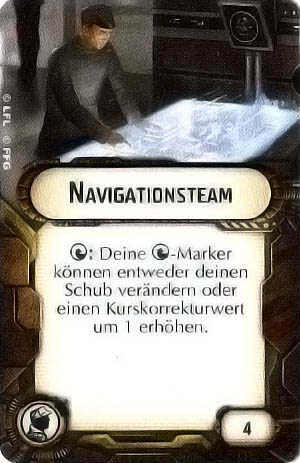 © LFL © FFG
NAVIGATIONSTEAM
: Deine -Marker
können entweder deinen
Schub verändern oder
einen Kurskorrekturwert
um 1 erhöhen.
4